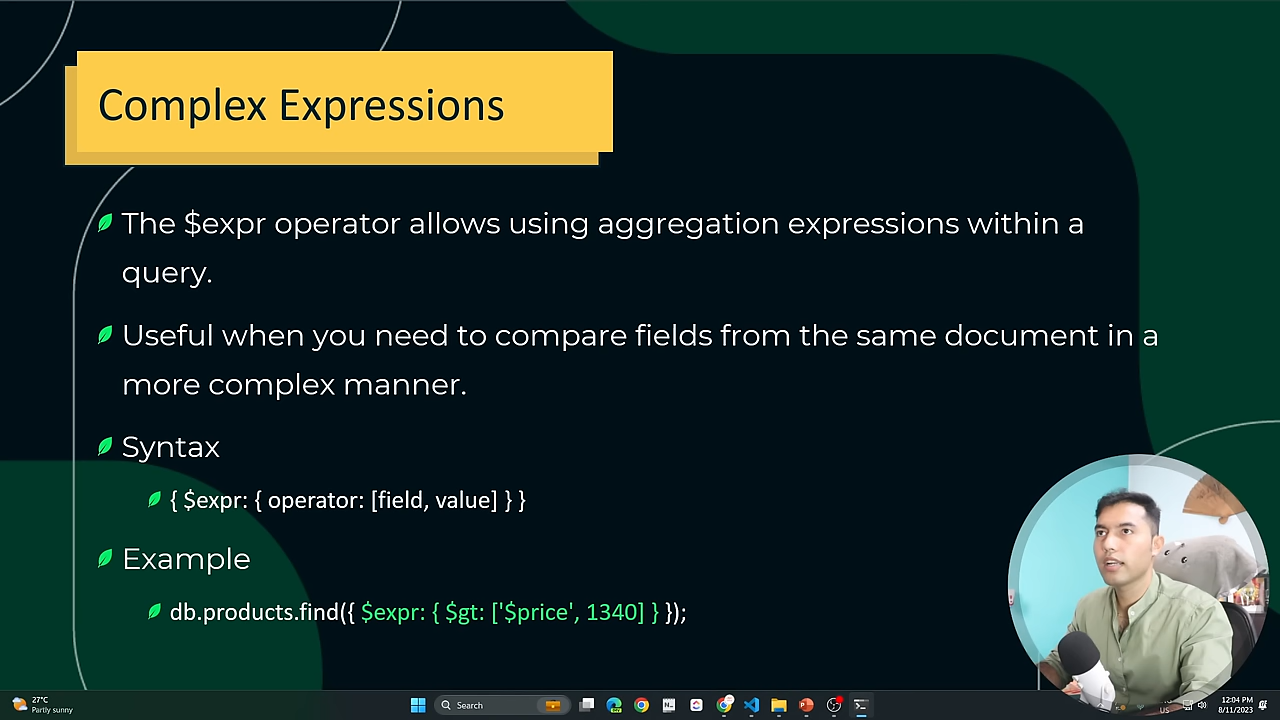 Complex Expressions
The $expr operator allows using aggregation expressions within a
query.
Useful when you need to compare fields from the same document in a
more complex manner.
Syntax
{ $expr: { operator: [field, value] } }
Example
db.products.find({ $expr: { $gt: ['$price', 1340] } });
27°C
Partly sunny
Search
US
12:04 PM
8/11/2023